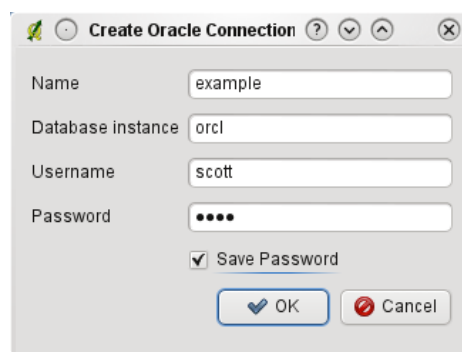 Create Oracle Connection
Name example
Database instance orcl
Username scott
Password ••••
Save Password
OK Cancel